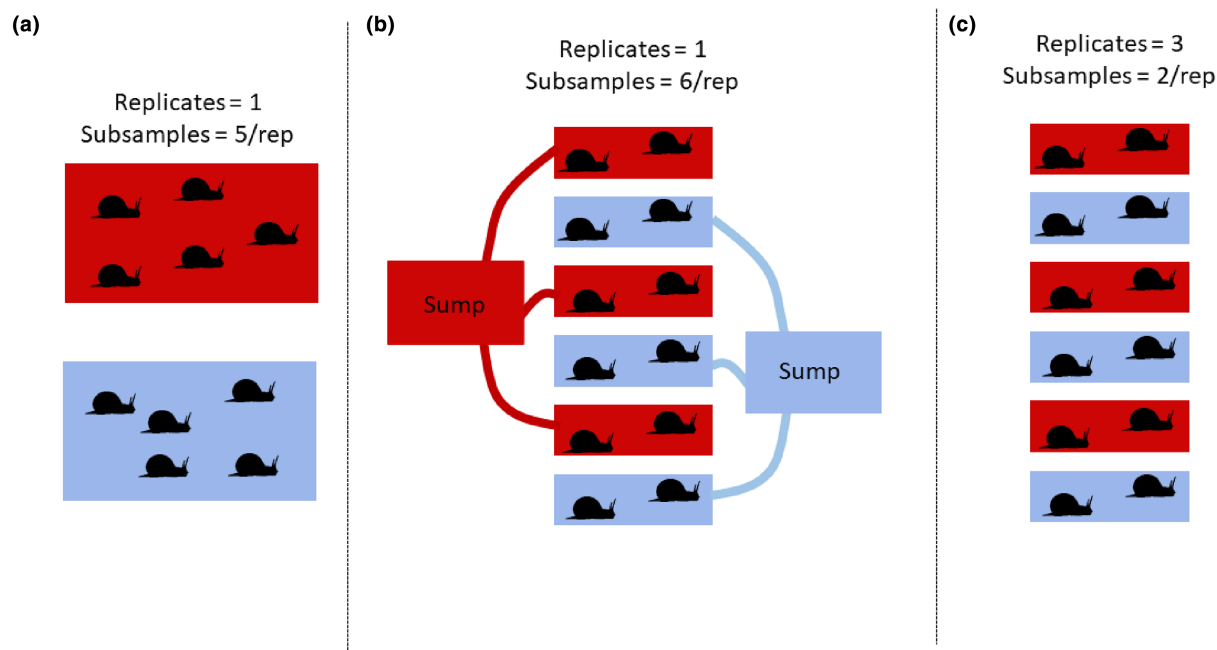 (a)
Replicates = 1
Subsamples = 5/rep
(b)
Replicates = 1
Subsamples = 6/rep
Sump
Sump
(c)
Replicates = 3
Subsamples = 2/rep